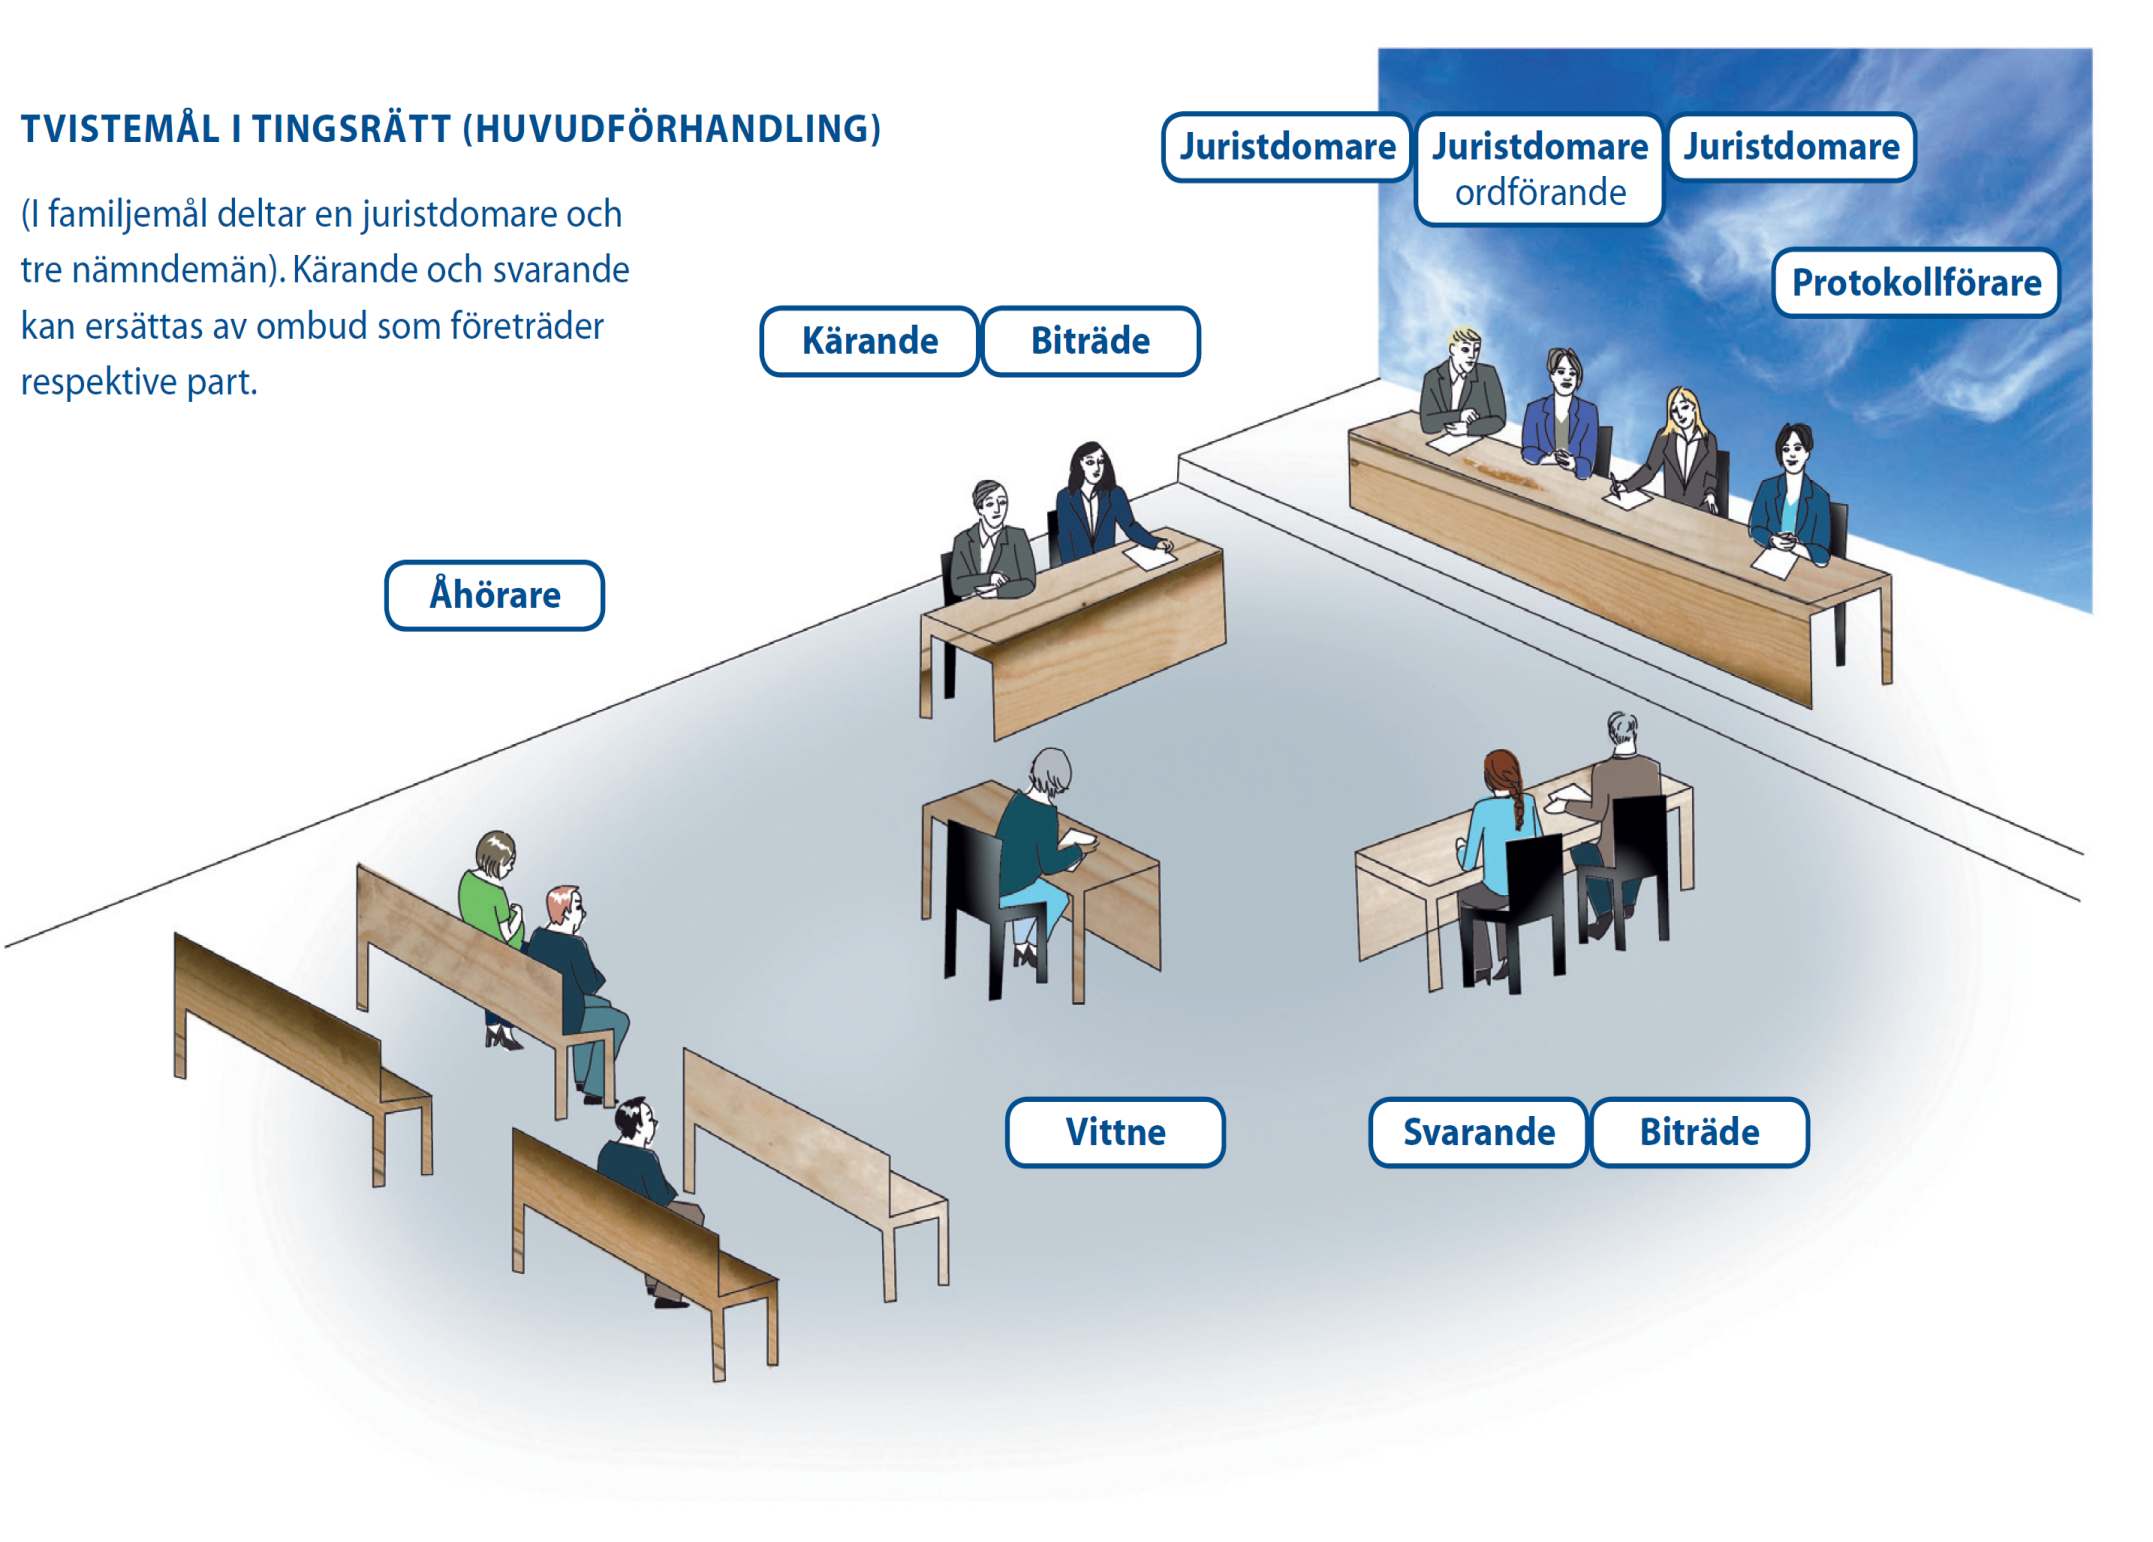 TVISTEMÅL I TINGSRÄTT (HUVUDFÖRHANDLING)
(I familjemål deltar en juristdomare och
tre nämndemän). Kärande och svarande
kan ersättas av ombud som företräder
respektive part.
Juristdomare
Juristdomare
ordförande
Juristdomare
Protokollförare
Kärande
Biträde
Åhörare
Vittne
Svarande
Biträde